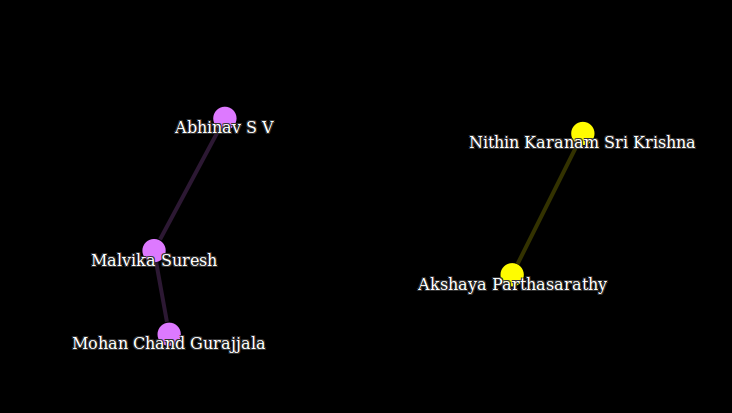 Abhinav S V
Nithin Karanam Sri Krishna
Malvika Suresh
Akshaya Parthasarathy
Mohan Chand Gurajjala